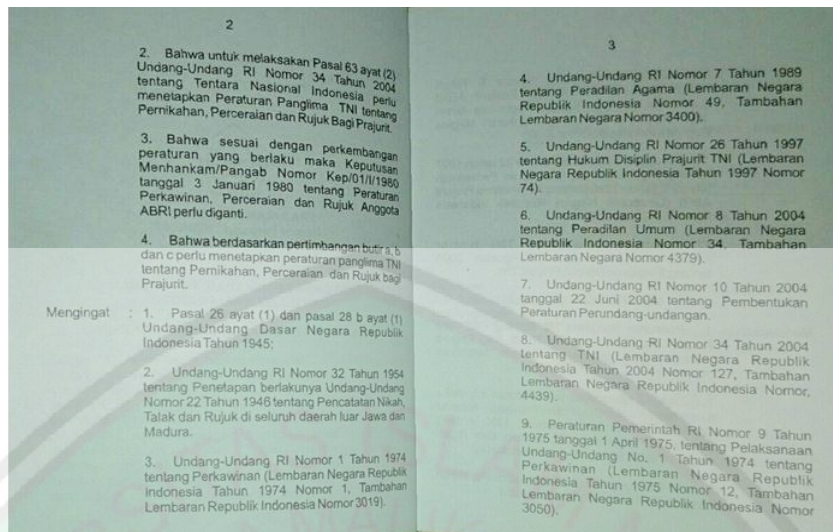 2
2. Bahwa untuk melaksakan Pasal 63 ayat (2)
Undang-Undang RI Nomor 34 Tahun 2004
tentang Tentara Nasional Indonesia perlu
menetapkan Peraturan Panglima TNI tentang
Pernikahan, Perceraian dan Rujuk Bagi Prajurit.
3. Bahwa sesuai dengan perkembangan
peraturan yang berlaku maka Keputusan
Menhankam/Pangab Nomor Kep/01/I/1980
tanggal 3 Januari 1980 tentang Peraturan
Perkawinan, Perceraian dan Rujuk Anggota
ABRI perlu diganti.
4. Bahwa berdasarkan pertimbangan butir a, b
dan c perlu menetapkan peraturan panglima TNI
tentang Pernikahan, Perceraian dan Rujuk bagi
Prajurit.
Mengingat : 1. Pasal 26 ayat (1) dan pasal 28 b ayat (1)
Undang-Undang Dasar Negara Republik
Indonesia Tahun 1945;
2. Undang-Undang RI Nomor 32 Tahun 1954
tentang Penetapan berlakunya Undang-Undang
Nomor 22 Tahun 1946 tentang Pencatatan Nikah,
Talak dan Rujuk di seluruh daerah luar Jawa dan
Madura.
3. Undang-Undang RI Nomor 1 Tahun 1974
tentang Perkawinan (Lembaran Negara Republik
Indonesia Tahun 1974 Nomor 1, Tambahan
Lembaran Republik Indonesia Nomor 3019).
3
4. Undang-Undang R1 Nomor 7 Tahun 1989
tentang Peradilan Agama (Lembaran Negara
Republik Indonesia Nomor 49, Tambahan
Lembaran Negara Nomor 3400).
5. Undang-Undang RI Nomor 26 Tahun 1997
tentang Hukum Disiplin Prajurit TNI (Lembaran
Negara Republik Indonesia Tahun 1997 Nomor
74).
6. Undang-Undang RI Nomor 8 Tahun 2004
tentang Peradilan Umum (Lembaran Negara
Republik Indonesia Nomor 34, Tambahan
Lembaran Negara Nomor 4379).
7. Undang-Undang RI Nomor 10 Tahun 2004
tanggal 22 Juni 2004 tentang Pembentukan
Peraturan Perundang-undangan.
8. Undang-Undang RI Nomor 34 Tahun 2004
tentang TNI (Lembaran Negara Republik
Indonesia Tahun 2004 Nomor 127, Tambahan
Lembaran Negara Republik Indonesia Nomor,
4439).
9. Peraturan Pemerintah RI Nomor 9 Tahun
1975 tanggal 1 April 1975, tentang Pelaksanaan
Undang-Undang No. 1 Tahun 1974 tentang
Perkawinan (Lembaran Negara Republik
Indonesia Tahun 1975 Nomor 12, Tambahan
Lembaran Negara Republik Indonesia Nomor
3050).